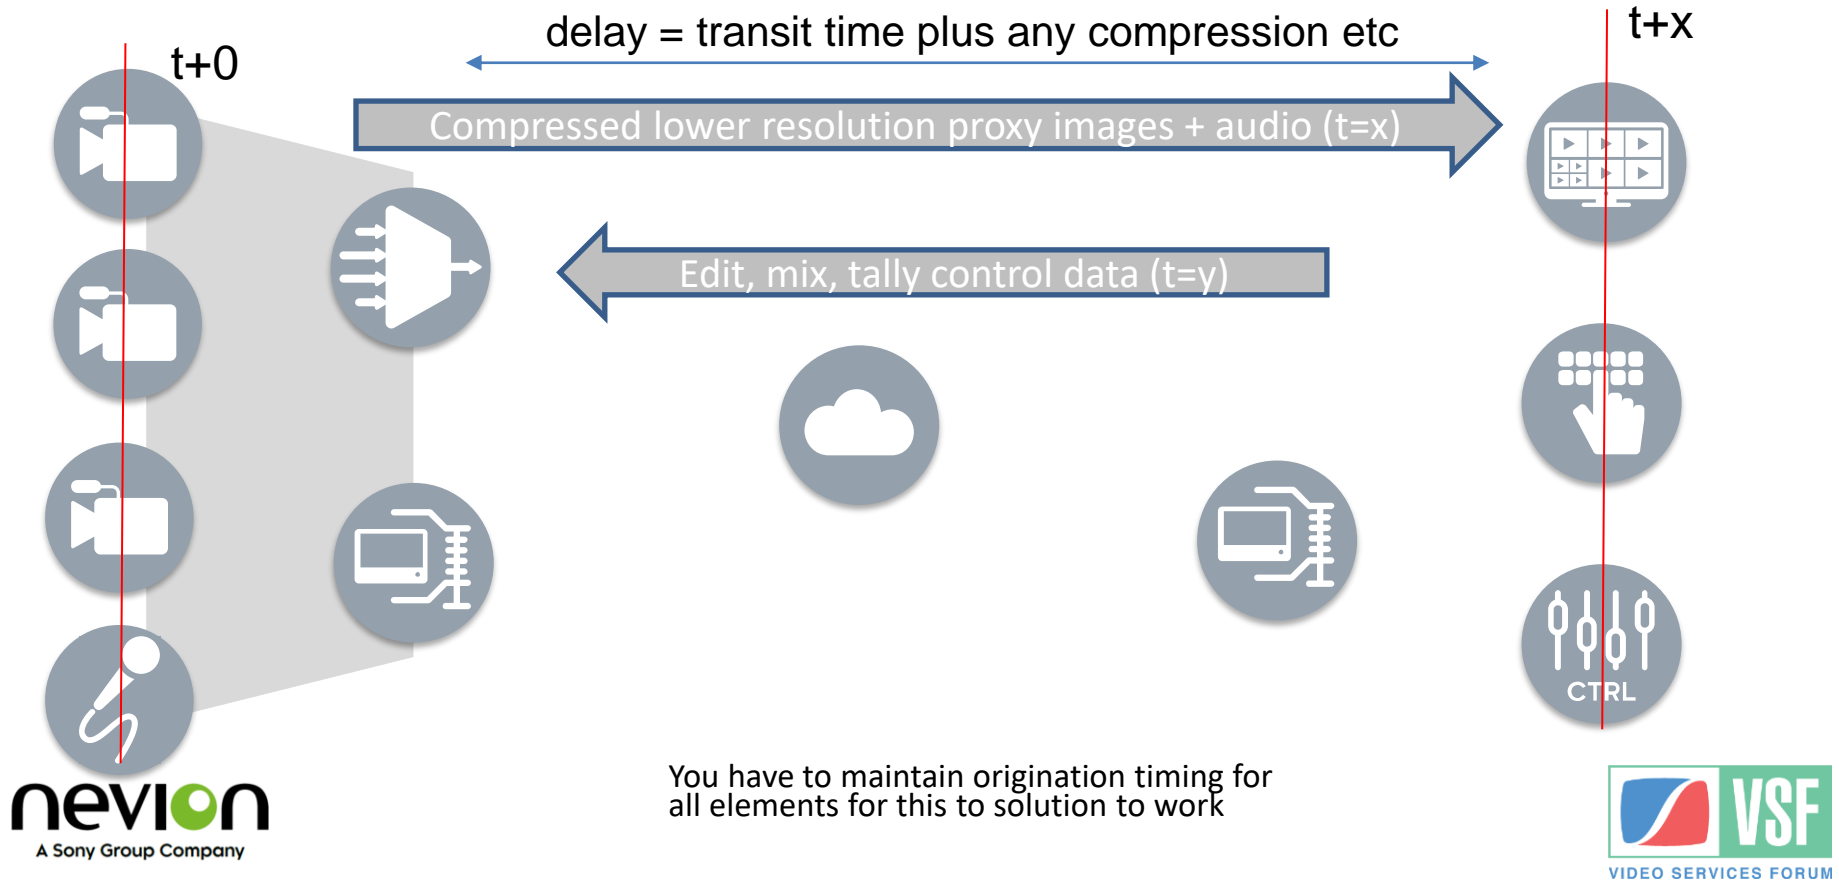 delay = transit time plus any compression etc
t+x
t+0
Compressed lower resolution proxy images + audio (t=x)
Edit, mix, tally control data (t=y)
CTRL
You have to maintain origination timing for
all elements for this to solution to work
nevion
A Sony Group Company
VSF
VIDEO SERVICES FORUM